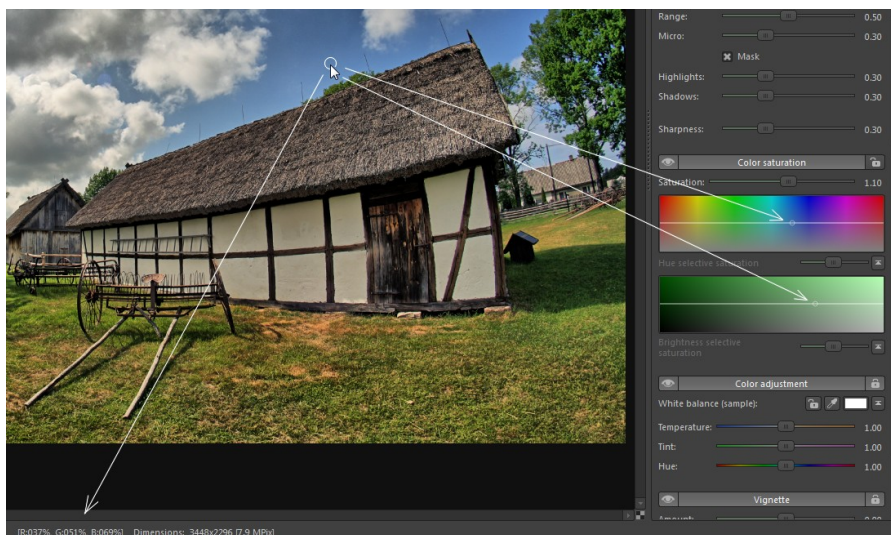 Range: 0.50
Micro: 0.30
Mask
Highlights: 0.30
Shadows: 0.30
Sharpness: 0.30
Color saturation
Saturation: 1.10
Hue selective saturation
Brightness selective
saturation
Color adjustment
White balance (sample):
Temperature: 1.00
Tint: 1.00
Hue: 1.00
Vignette
Amount: 0.00
[R:037% G:051% B:069%] Dimensions: 3448x2296 [7.9 MPix]